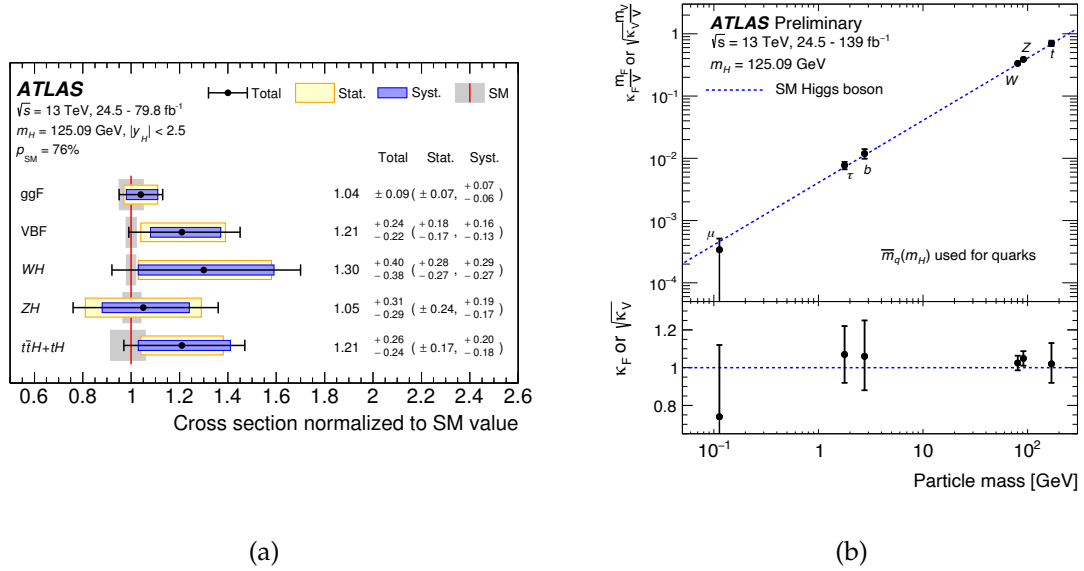 ATLAS
√s = 13 TeV, 24.5 - 79.8 fb⁻¹
m_H = 125.09 GeV, |y_H| < 2.5
p_SM = 76%
Total Stat. Syst. SM
Total Stat. Syst.
ggF 1.04 ± 0.09 ( ± 0.07, + 0.07 − 0.06 )
VBF 1.21 + 0.24 − 0.22 ( + 0.18 − 0.17 , + 0.16 − 0.13 )
WH 1.30 + 0.40 − 0.38 ( + 0.28 − 0.27 , + 0.29 − 0.27 )
ZH 1.05 + 0.31 − 0.29 ( ± 0.24, + 0.19 − 0.17 )
tt̄H+tH 1.21 + 0.26 − 0.24 ( ± 0.17, + 0.20 − 0.18 )
0.6 0.8 1 1.2 1.4 1.6 1.8 2 2.2 2.4 2.6
Cross section normalized to SM value
(a)
κ_F m_F/v or √κ_V m_V/v
ATLAS Preliminary
√s = 13 TeV, 24.5 - 139 fb⁻¹
m_H = 125.09 GeV
SM Higgs boson
1
10⁻¹
10⁻²
10⁻³
10⁻⁴
μ
τ
b
W
Z
t
m̅_q(m_H) used for quarks
κ_F or √κ_V
1.2
1
0.8
10⁻¹ 1 10 10²
Particle mass [GeV]
(b)